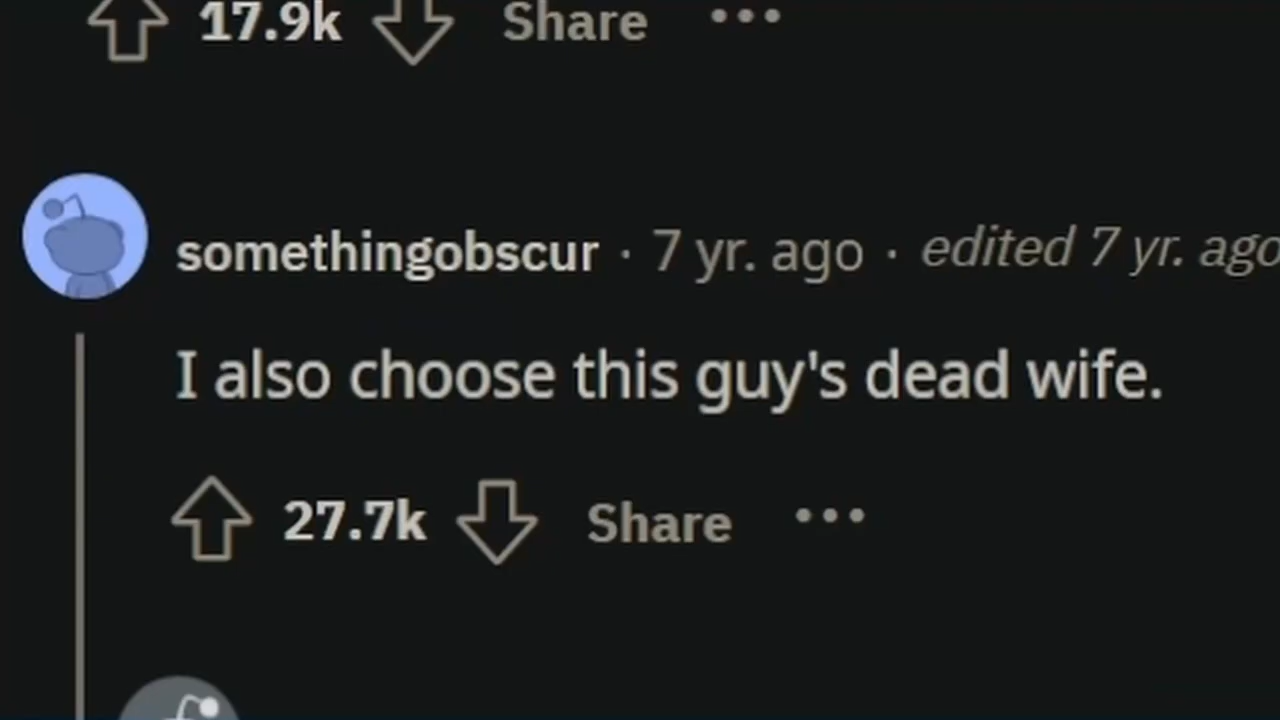 17.9k Share •••
somethingobscur · 7 yr. ago · edited 7 yr. ago
I also choose this guy's dead wife.
27.7k Share •••